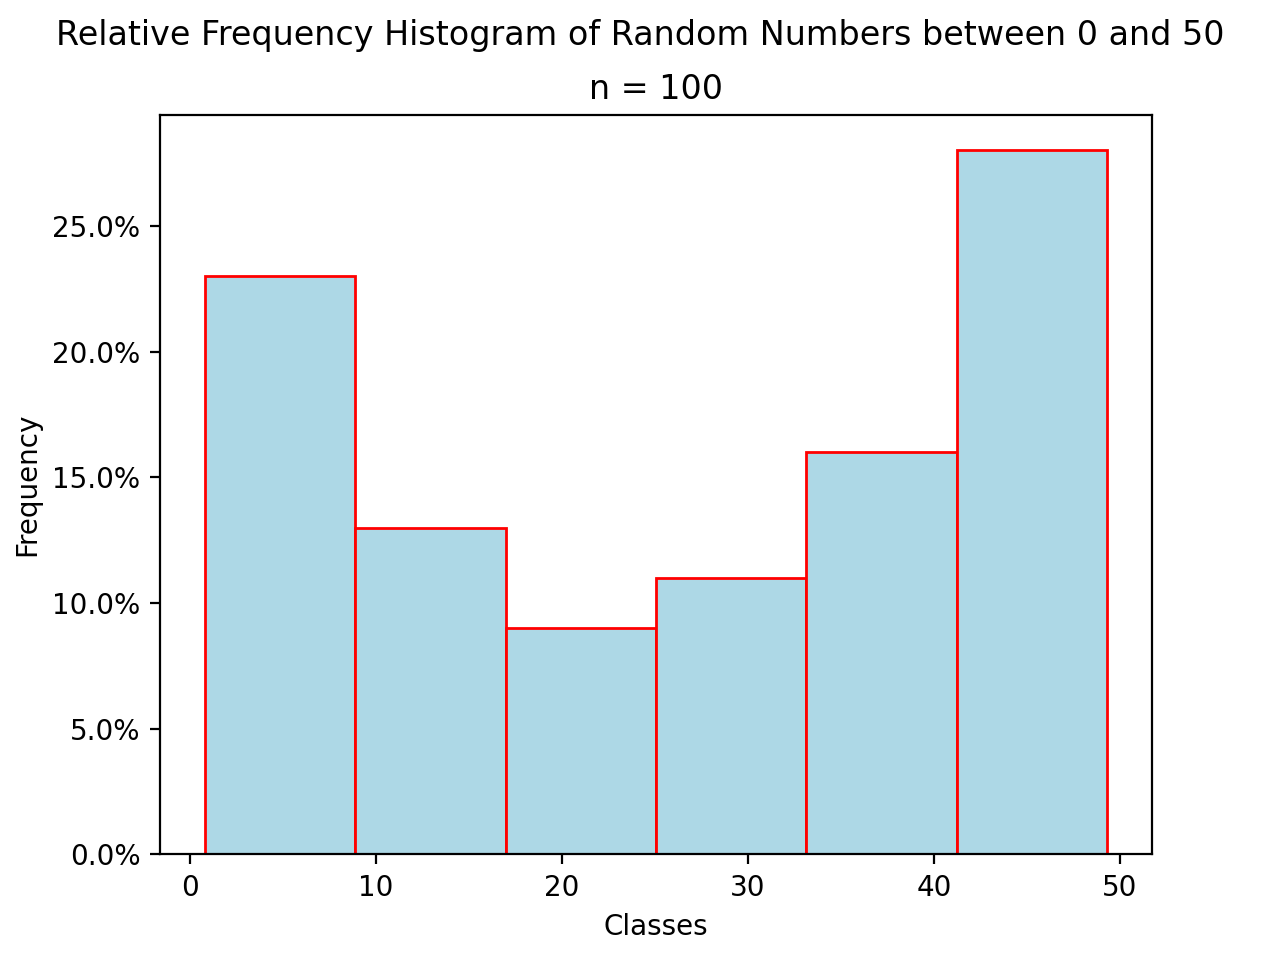 Relative Frequency Histogram of Random Numbers between 0 and 50
n = 100
25.0%
20.0%
15.0%
10.0%
5.0%
0.0%
Frequency
0 10 20 30 40 50
Classes